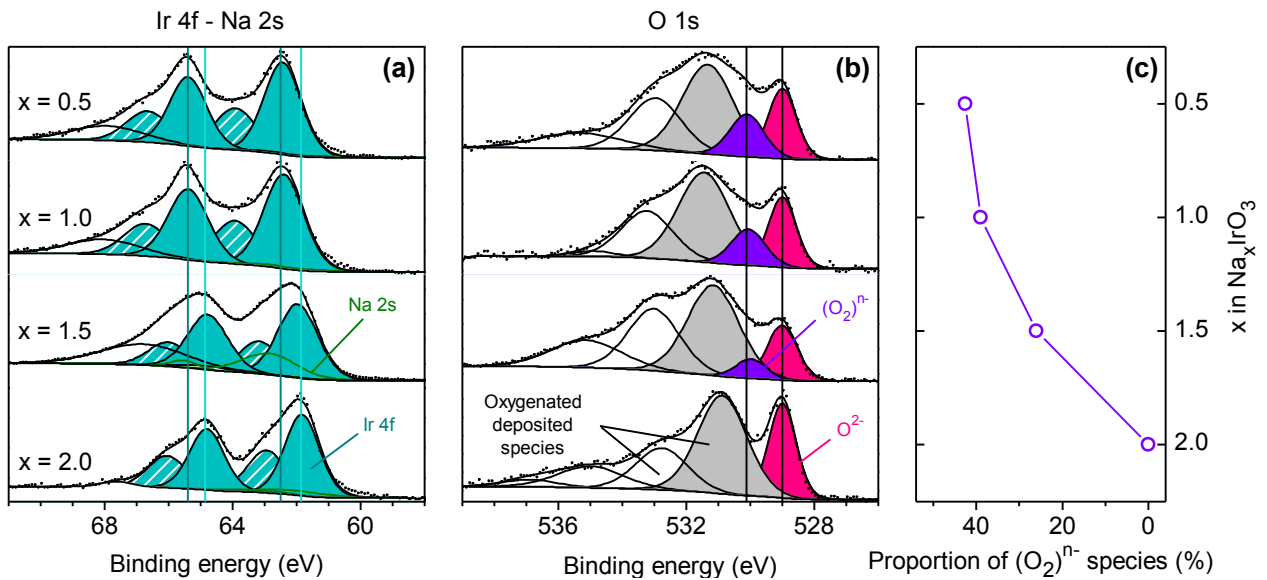 Ir 4f - Na 2s
O 1s
(a)
(b)
(c)
x = 0.5
x = 1.0
x = 1.5
x = 2.0
Na 2s
Ir 4f
(O₂)ⁿ⁻
Oxygenated
deposited
species
O²⁻
0.5
1.0
1.5
2.0
x in NaₓIrO₃
68 64 60
536 532 528
40 20 0
Binding energy (eV)
Binding energy (eV)
Proportion of (O₂)ⁿ⁻ species (%)